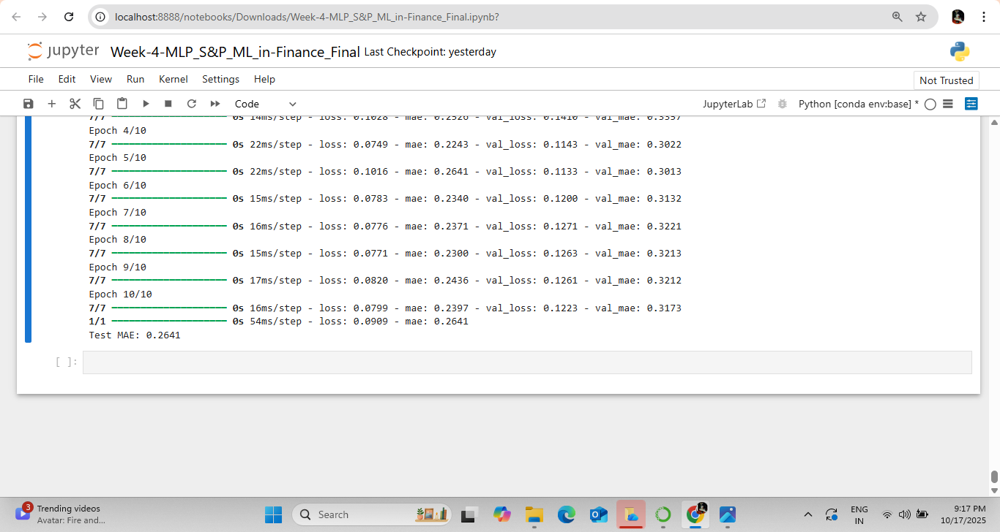 localhost:8888/notebooks/Downloads/Week-4-MLP_S&P_ML_in-Finance_Final.ipynb?
jupyter Week-4-MLP_S&P_ML_in-Finance_Final Last Checkpoint: yesterday
File Edit View Run Kernel Settings Help
Not Trusted
Code
JupyterLab
Python [conda env:base] *
7/7 0s 14ms/step - loss: 0.1028 - mae: 0.2526 - val_loss: 0.1410 - val_mae: 0.3357
Epoch 4/10
7/7 0s 22ms/step - loss: 0.0749 - mae: 0.2243 - val_loss: 0.1143 - val_mae: 0.3022
Epoch 5/10
7/7 0s 22ms/step - loss: 0.1016 - mae: 0.2641 - val_loss: 0.1133 - val_mae: 0.3013
Epoch 6/10
7/7 0s 15ms/step - loss: 0.0783 - mae: 0.2340 - val_loss: 0.1200 - val_mae: 0.3132
Epoch 7/10
7/7 0s 16ms/step - loss: 0.0776 - mae: 0.2371 - val_loss: 0.1271 - val_mae: 0.3221
Epoch 8/10
7/7 0s 15ms/step - loss: 0.0771 - mae: 0.2300 - val_loss: 0.1263 - val_mae: 0.3213
Epoch 9/10
7/7 0s 17ms/step - loss: 0.0820 - mae: 0.2436 - val_loss: 0.1261 - val_mae: 0.3212
Epoch 10/10
7/7 0s 16ms/step - loss: 0.0799 - mae: 0.2397 - val_loss: 0.1223 - val_mae: 0.3173
1/1 0s 54ms/step - loss: 0.0909 - mae: 0.2641
Test MAE: 0.2641
[ ]:
3
Trending videos
Avatar: Fire and...
Search
ENG
IN
9:17 PM
10/17/2025